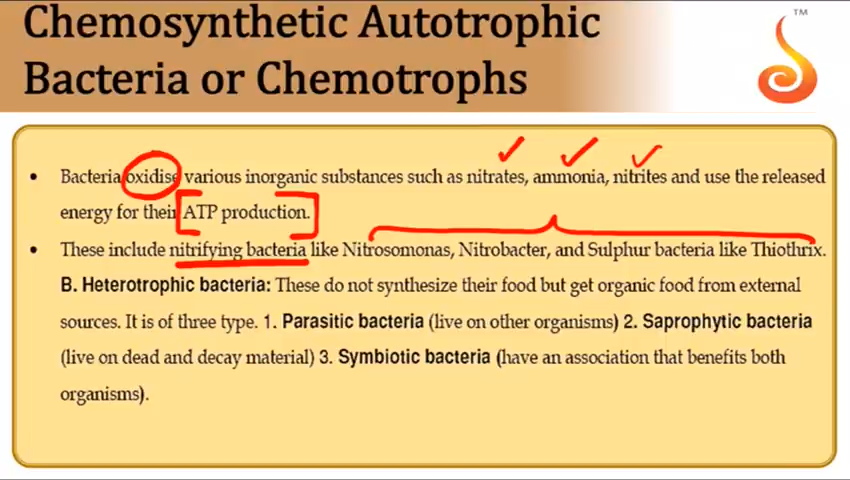 Chemosynthetic Autotrophic
Bacteria or Chemotrophs
TM
• Bacteria oxidise various inorganic substances such as nitrates, ammonia, nitrites and use the released
energy for their ATP production.
• These include nitrifying bacteria like Nitrosomonas, Nitrobacter, and Sulphur bacteria like Thiothrix.
B. Heterotrophic bacteria: These do not synthesize their food but get organic food from external
sources. It is of three type. 1. Parasitic bacteria (live on other organisms) 2. Saprophytic bacteria
(live on dead and decay material) 3. Symbiotic bacteria (have an association that benefits both
organisms).